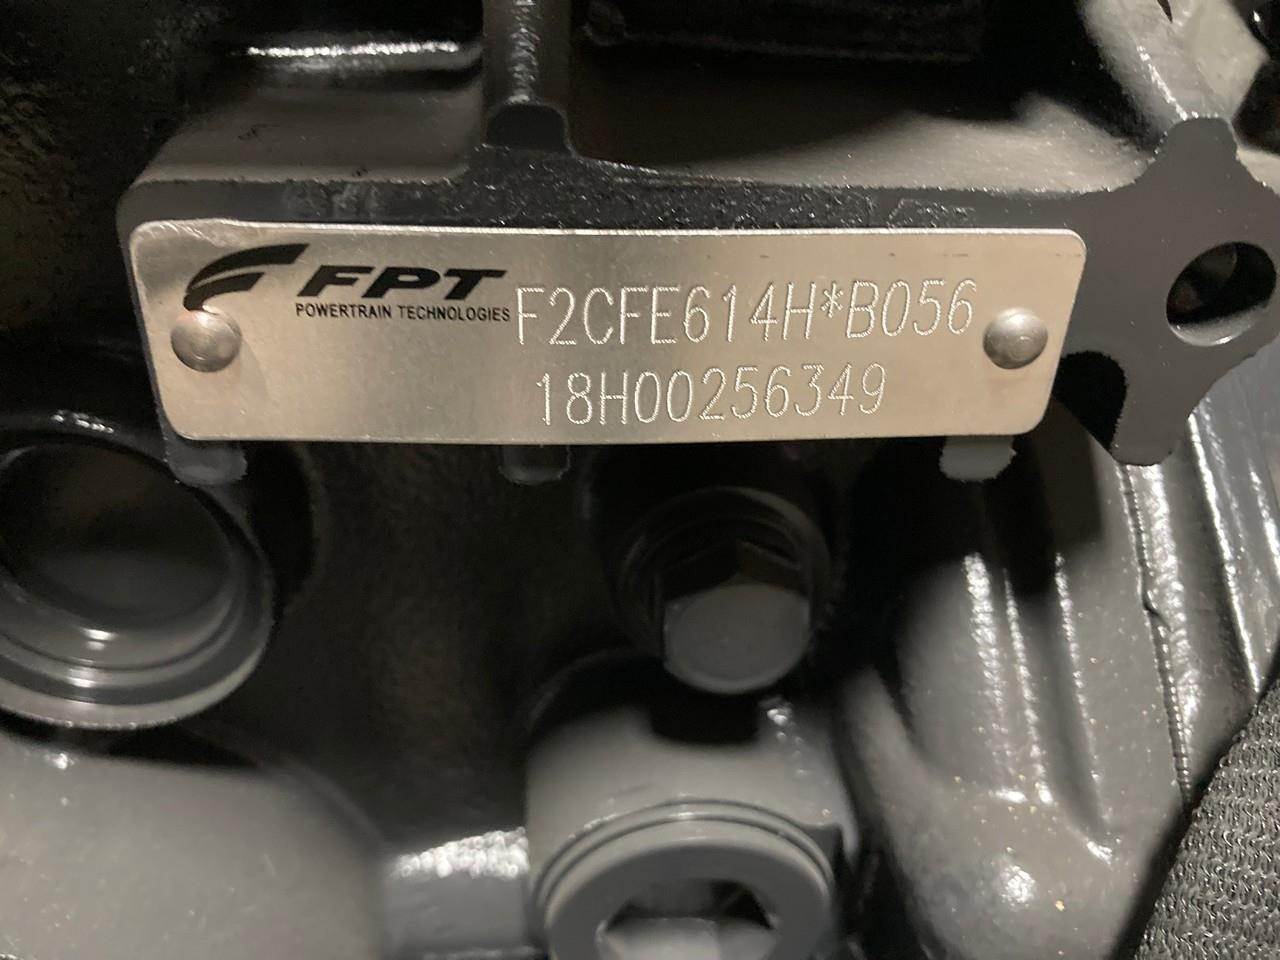 FPT
POWERTRAIN TECHNOLOGIES
F2CFE614H*B056
18H00256349